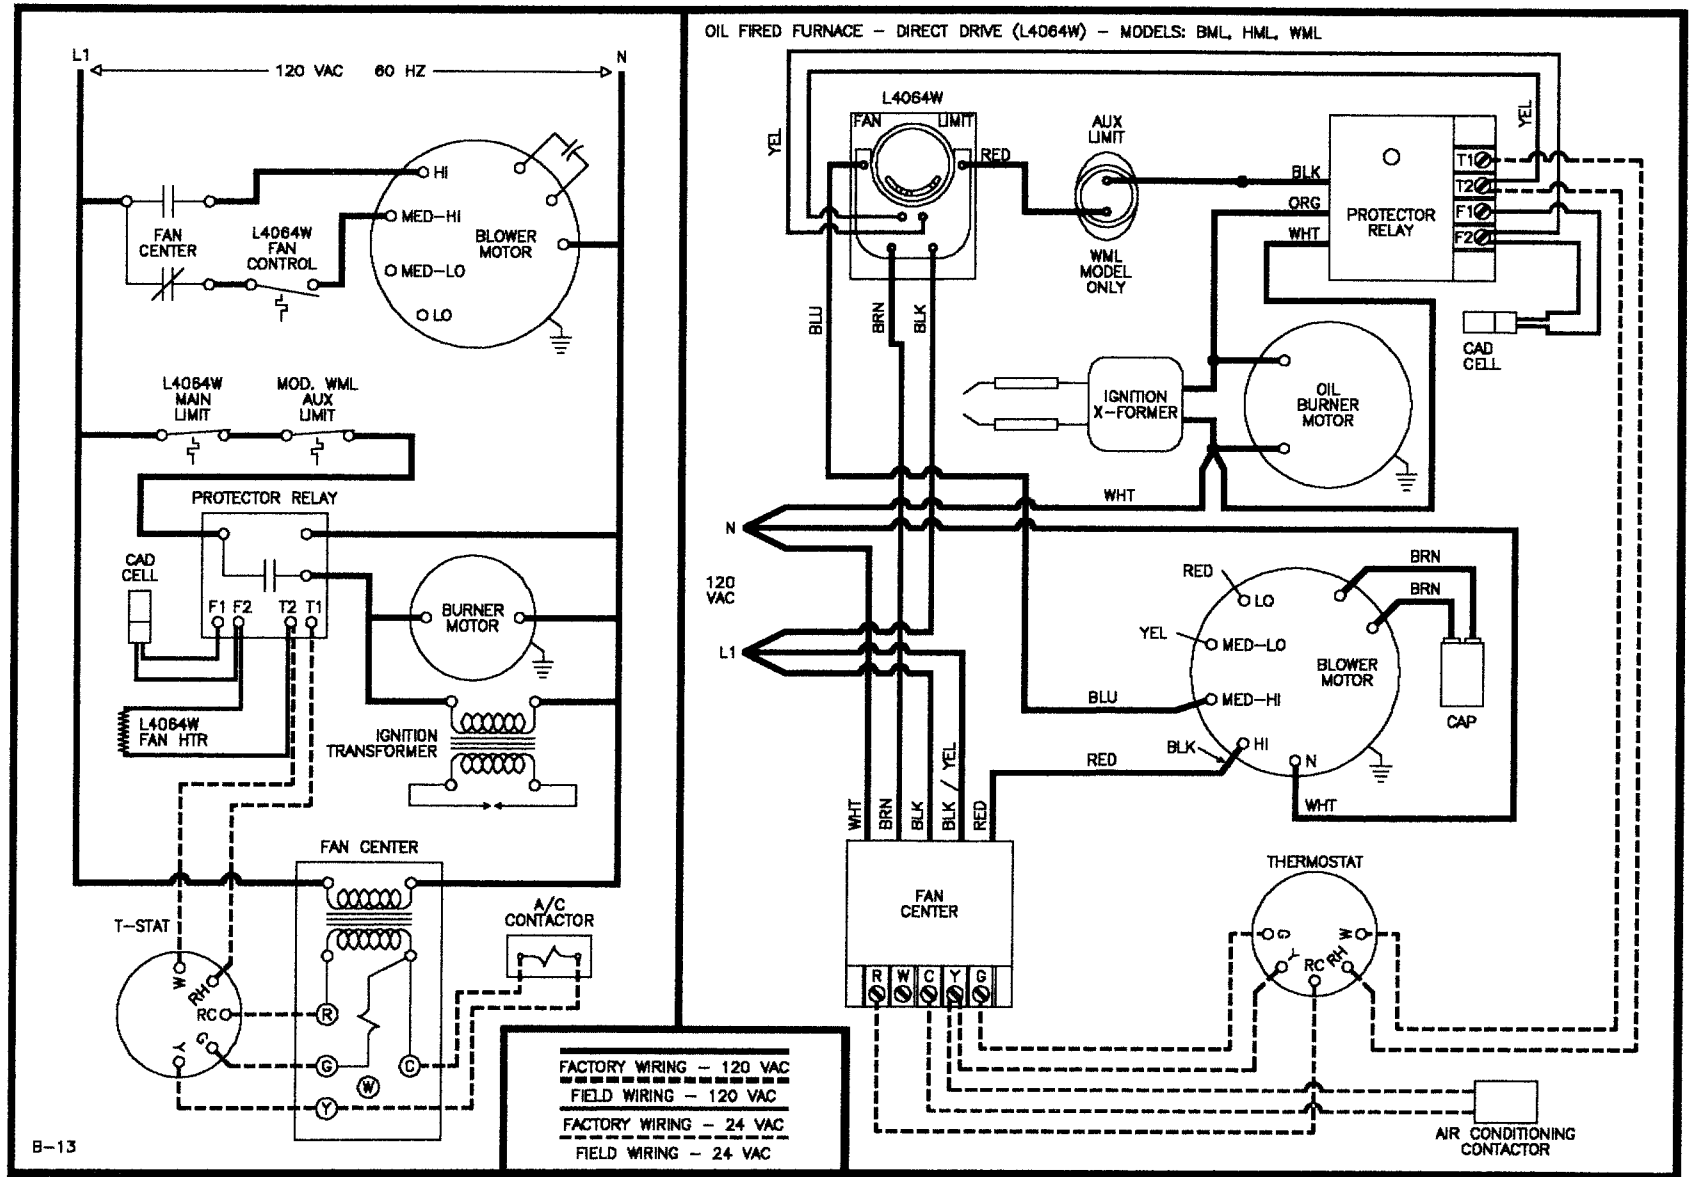 OIL FIRED FURNACE - DIRECT DRIVE (L4064W) - MODELS: BML, HML, WML
L1
120 VAC 60 HZ
N
HI
MED-HI
MED-LO
LO
BLOWER
MOTOR
FAN
CENTER
L4064W
FAN
CONTROL
L4064W
MAIN
LIMIT
MOD. WML
AUX
LIMIT
PROTECTOR RELAY
CAD
CELL
F1 F2 T2 T1
BURNER
MOTOR
L4064W
FAN HTR
IGNITION
TRANSFORMER
FAN CENTER
T-STAT
A/C
CONTACTOR
W
RH
RC
G
Y
R
G
C
W
Y
B-13
FACTORY WIRING - 120 VAC
FIELD WIRING - 120 VAC
FACTORY WIRING - 24 VAC
FIELD WIRING - 24 VAC
L4064W
FAN
LIMIT
YEL
RED
AUX
LIMIT
WML
MODEL
ONLY
BLK
ORG
WHT
YEL
PROTECTOR
RELAY
T1
T2
F1
F2
CAD
CELL
BLU
BRN
BLK
IGNITION
X-FORMER
OIL
BURNER
MOTOR
WHT
N
120
VAC
L1
RED
LO
YEL
MED-LO
BLU
MED-HI
BLK
HI
RED
N
WHT
BLOWER
MOTOR
BRN
BRN
CAP
WHT
BRN
BLK
BLK / YEL
RED
FAN
CENTER
R W C Y G
THERMOSTAT
G
Y
RC
RH
W
AIR CONDITIONING
CONTACTOR